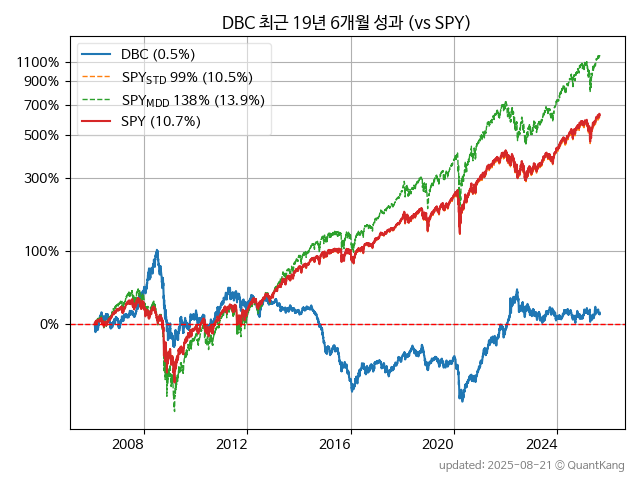 DBC 최근 19년 6개월 성과 (vs SPY)
DBC (0.5%)
SPY_STD 99% (10.5%)
SPY_MDD 138% (13.9%)
SPY (10.7%)
1100%
900%
700%
500%
300%
100%
0%
2008 2012 2016 2020 2024
updated: 2025-08-21 © QuantKang